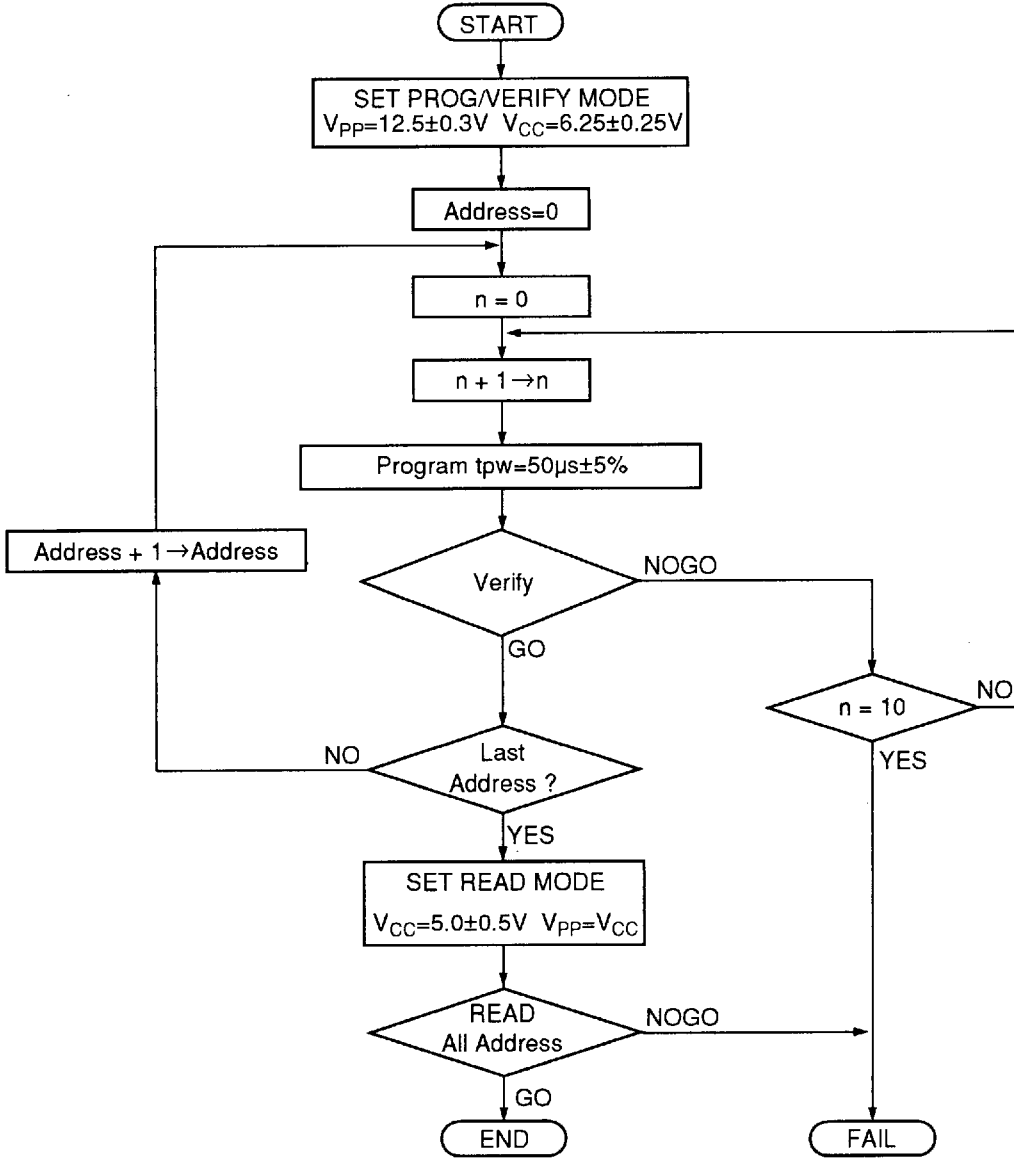 START
SET PROG/VERIFY MODE
VPP=12.5±0.3V VCC=6.25±0.25V
Address=0
n = 0
n + 1→n
Program tpw=50µs±5%
Address + 1→Address
Verify
NOGO
GO
n = 10
NO
YES
Last
Address ?
NO
YES
SET READ MODE
VCC=5.0±0.5V VPP=VCC
READ
All Address
NOGO
GO
END
FAIL